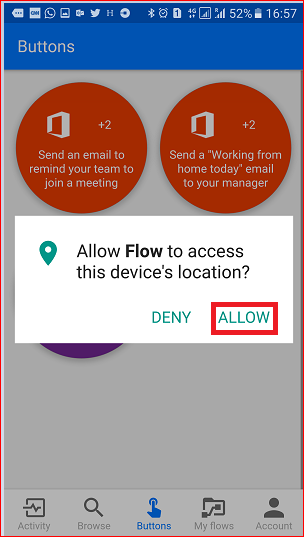 52% 16:57
Buttons
+2
Send an email to
remind your team to
join a meeting
+2
Send a "Working from
home today" email
to your manager
Allow Flow to access
this device's location?
DENY ALLOW
Activity Browse Buttons My flows Account